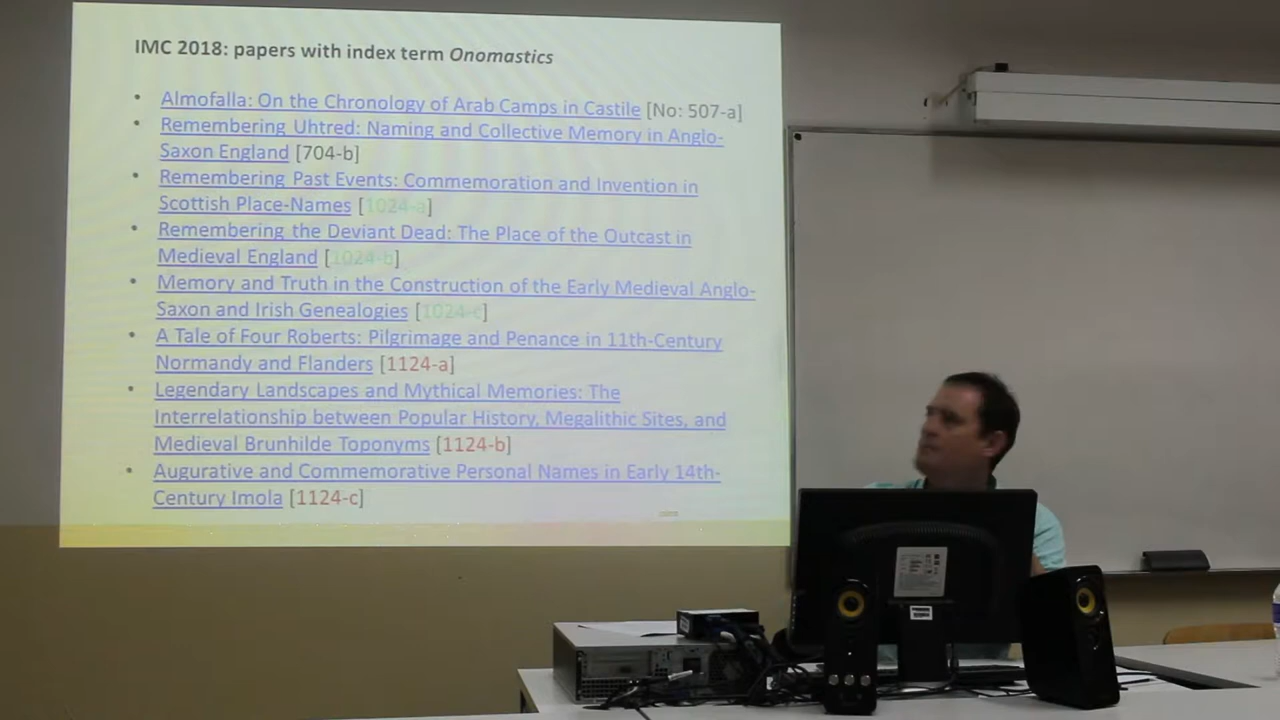 IMC 2018: papers with index term Onomastics
• Almofalla: On the Chronology of Arab Camps in Castile [No: 507-a]
• Remembering Uhtred: Naming and Collective Memory in Anglo-
Saxon England [704-b]
• Remembering Past Events: Commemoration and Invention in
Scottish Place-Names [1024-a]
• Remembering the Deviant Dead: The Place of the Outcast in
Medieval England [1024-b]
• Memory and Truth in the Construction of the Early Medieval Anglo-
Saxon and Irish Genealogies [1024-c]
• A Tale of Four Roberts: Pilgrimage and Penance in 11th-Century
Normandy and Flanders [1124-a]
• Legendary Landscapes and Mythical Memories: The
Interrelationship between Popular History, Megalithic Sites, and
Medieval Brunhilde Toponyms [1124-b]
• Augurative and Commemorative Personal Names in Early 14th-
Century Imola [1124-c]